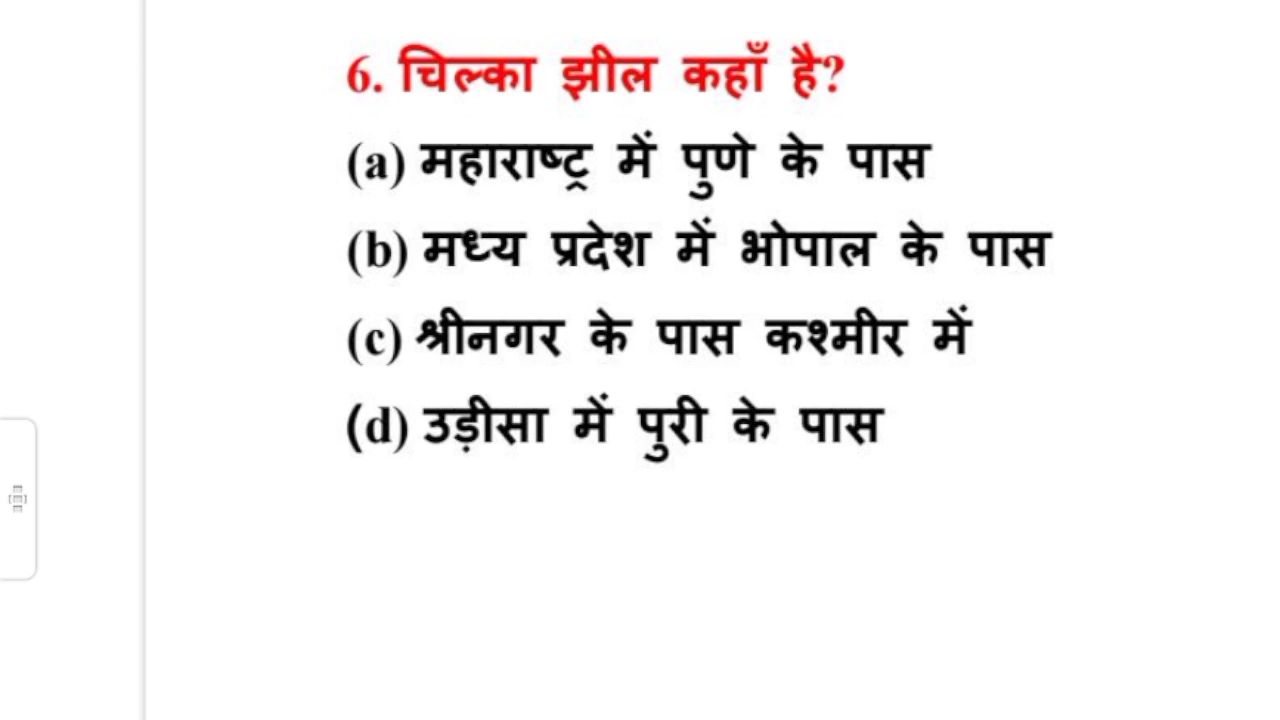 6. चिल्का झील कहाँ है?
(a) महाराष्ट्र में पुणे के पास
(b) मध्य प्रदेश में भोपाल के पास
(c) श्रीनगर के पास कश्मीर में
(d) उड़ीसा में पुरी के पास